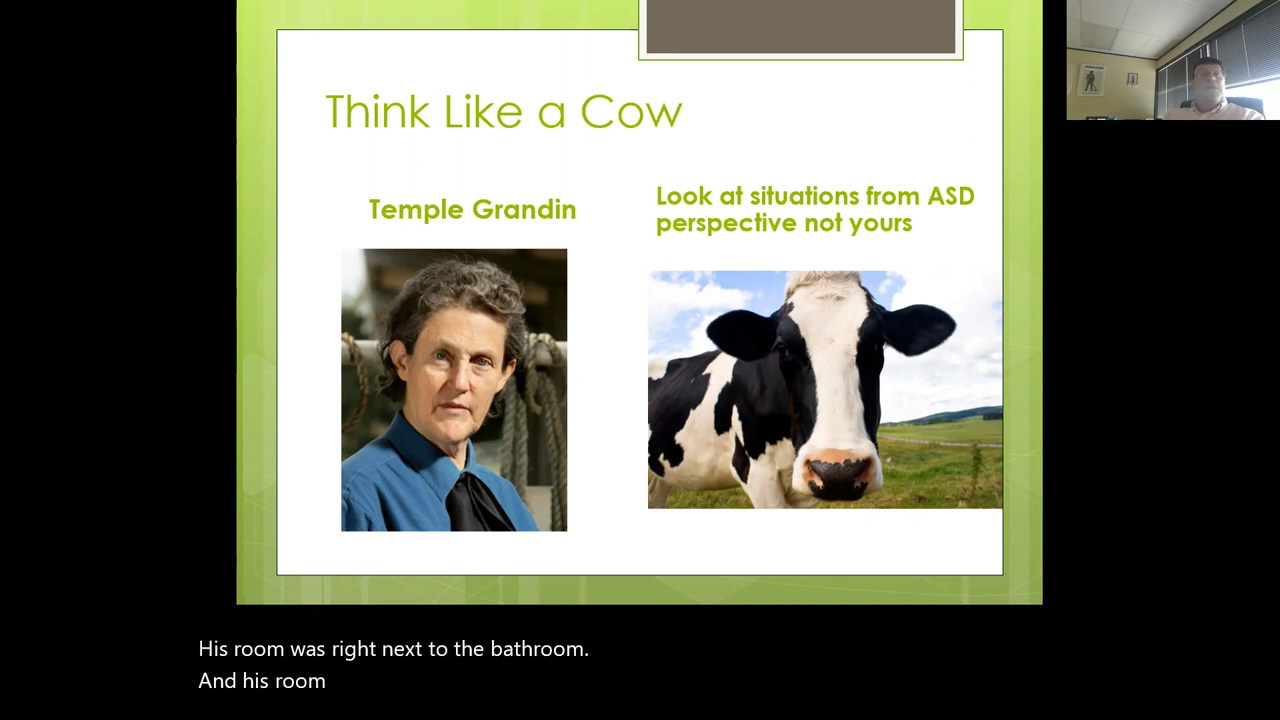 Think Like a Cow
Temple Grandin
Look at situations from ASD
perspective not yours
His room was right next to the bathroom.
And his room